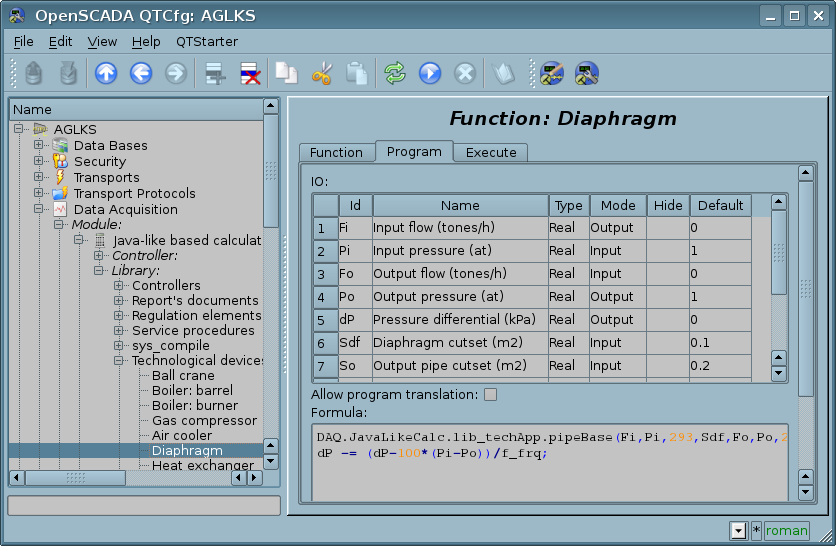 OpenSCADA QTCfg: AGLKS
File Edit View Help QTStarter
Name
AGLKS
Data Bases
Security
Transports
Transport Protocols
Data Acquisition
Module:
Java-like based calculat
Controller:
Library:
Controllers
Report's documents
Regulation elements
Service procedures
sys_compile
Technological devices
Ball crane
Boiler: barrel
Boiler: burner
Gas compressor
Air cooler
Diaphragm
Heat exchanger
Function: Diaphragm
Function Program Execute
IO:
Id Name Type Mode Hide Default
1 Fi Input flow (tones/h) Real Output 0
2 Pi Input pressure (at) Real Input 1
3 Fo Output flow (tones/h) Real Input 0
4 Po Output pressure (at) Real Output 1
5 dP Pressure differential (kPa) Real Output 0
6 Sdf Diaphragm cutset (m2) Real Input 0.1
7 So Output pipe cutset (m2) Real Input 0.2
Allow program translation:
Formula:
DAQ.JavaLikeCalc.lib_techApp.pipeBase(Fi,Pi,293,Sdf,Fo,Po,2
dP -= (dP-100*(Pi-Po))/f_frq;
* roman